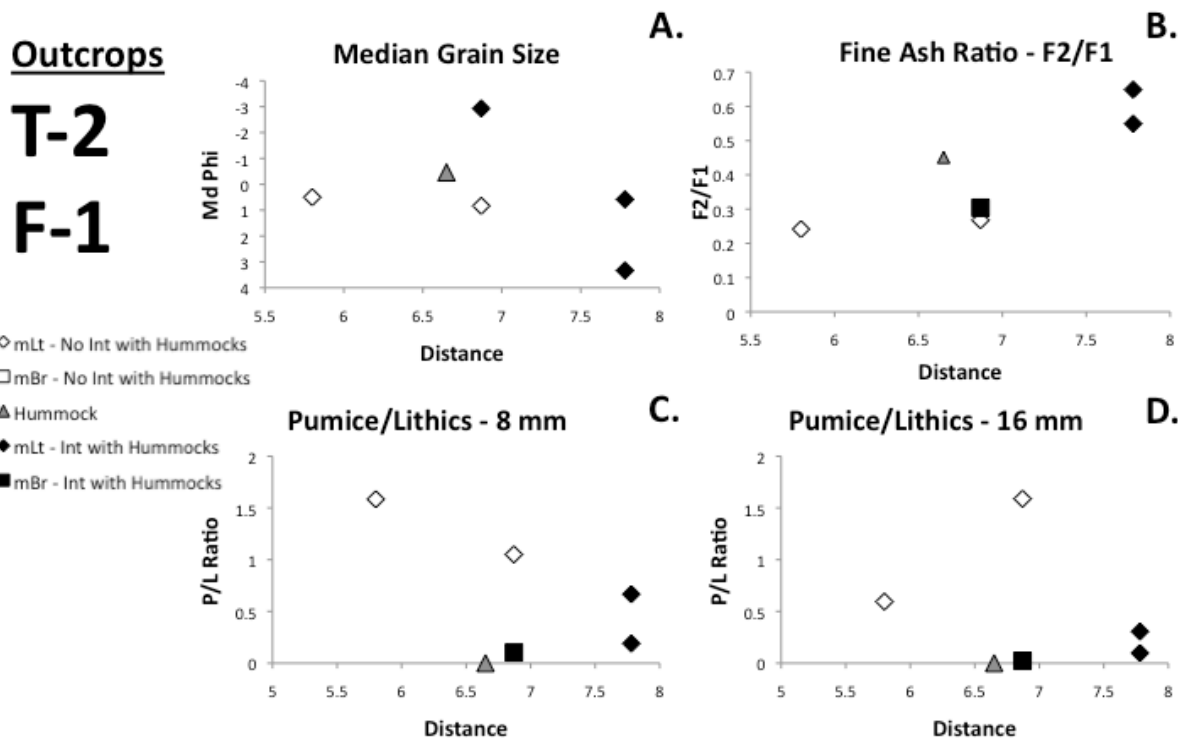 Outcrops
T-2
F-1
mLt - No Int with Hummocks
mBr - No Int with Hummocks
Hummock
mLt - Int with Hummocks
mBr - Int with Hummocks
A.
Median Grain Size
Md Phi
-4
-3
-2
-1
0
1
2
3
4
5.5 6 6.5 7 7.5 8
Distance
B.
Fine Ash Ratio - F2/F1
F2/F1
0.7
0.6
0.5
0.4
0.3
0.2
0.1
0
5.5 6 6.5 7 7.5 8
Distance
C.
Pumice/Lithics - 8 mm
P/L Ratio
2
1.5
1
0.5
0
5 5.5 6 6.5 7 7.5 8
Distance
D.
Pumice/Lithics - 16 mm
P/L Ratio
2
1.5
1
0.5
0
5 5.5 6 6.5 7 7.5 8
Distance